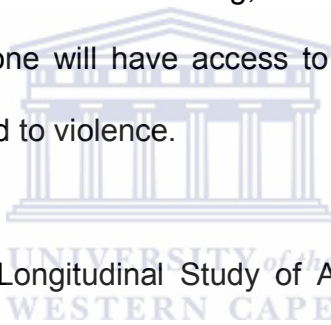 one will have access to
d to violence.
UNIVERSITY of the
Longitudinal Study of A
WESTERN CAPE